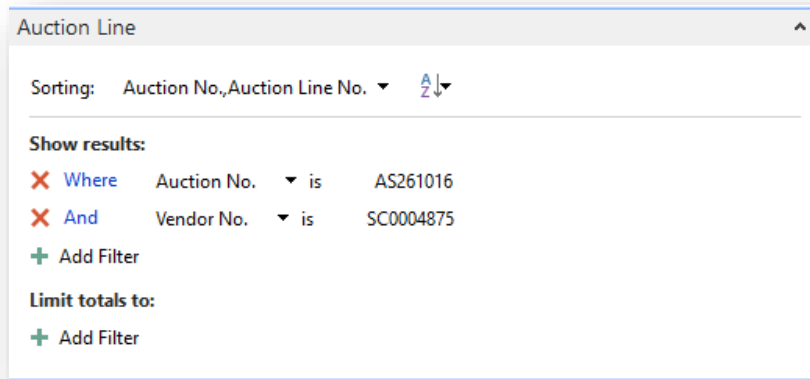 Auction Line
Sorting: Auction No.,Auction Line No. A Z
Show results:
Where Auction No. is AS261016
And Vendor No. is SC0004875
Add Filter
Limit totals to:
Add Filter